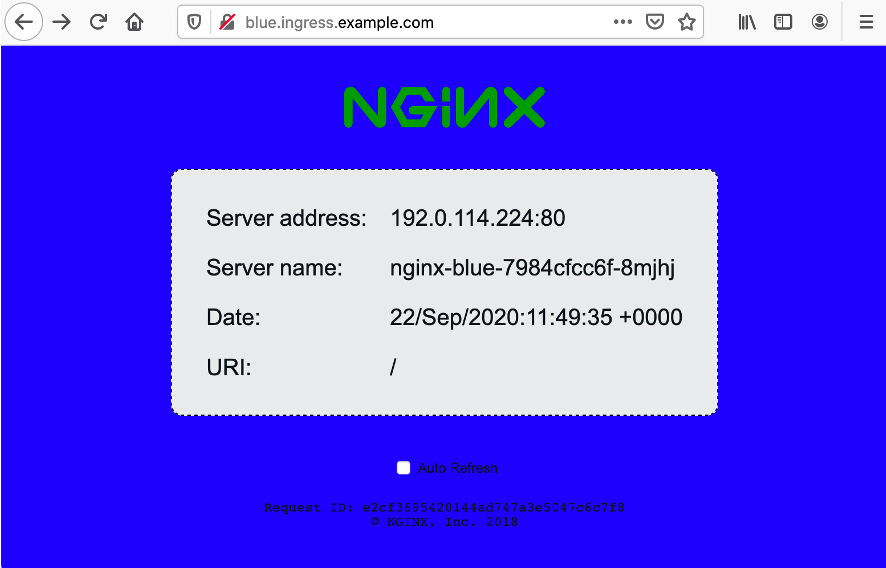 blue.ingress.example.com
NGINX
Server address: 192.0.114.224:80
Server name: nginx-blue-7984cfcc6f-8mjhj
Date: 22/Sep/2020:11:49:35 +0000
URI: /
Auto Refresh
Request ID: e2cf3695420144ad747a3e5047c6c7f8
© NGINX, Inc. 2018